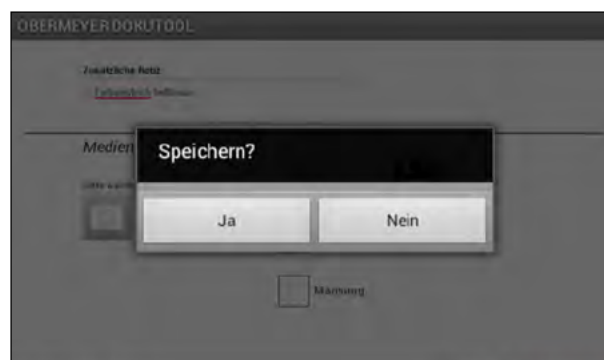 OBERMEYER DOKUTOOL
Zusätzliche Notiz
Medien
Speichern?
Ja
Nein